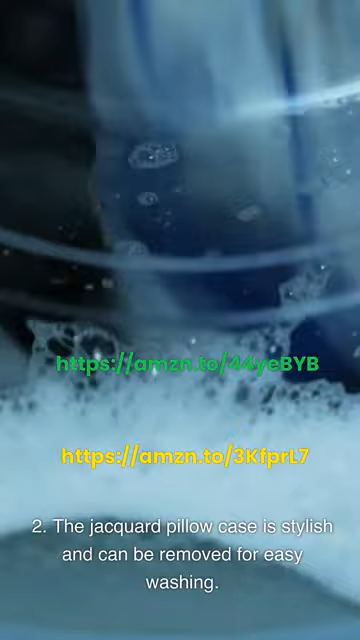 https://amzn.to/44yeBYB
https://amzn.to/3KfprL7
2. The jacquard pillow case is stylish
and can be removed for easy
washing.